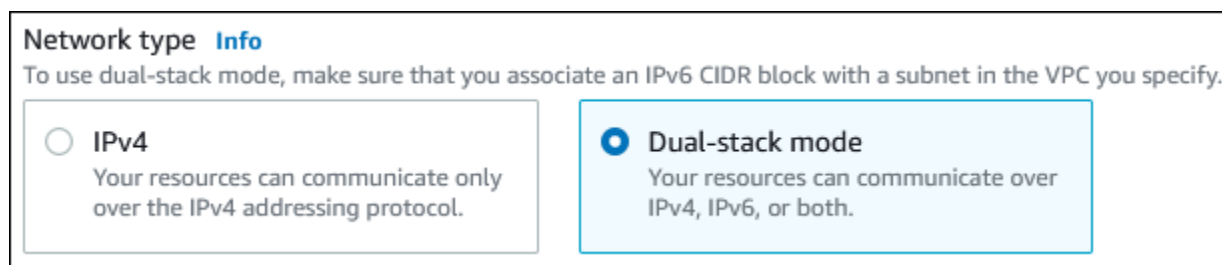 Network type Info
To use dual-stack mode, make sure that you associate an IPv6 CIDR block with a subnet in the VPC you specify.
IPv4
Your resources can communicate only
over the IPv4 addressing protocol.
Dual-stack mode
Your resources can communicate over
IPv4, IPv6, or both.